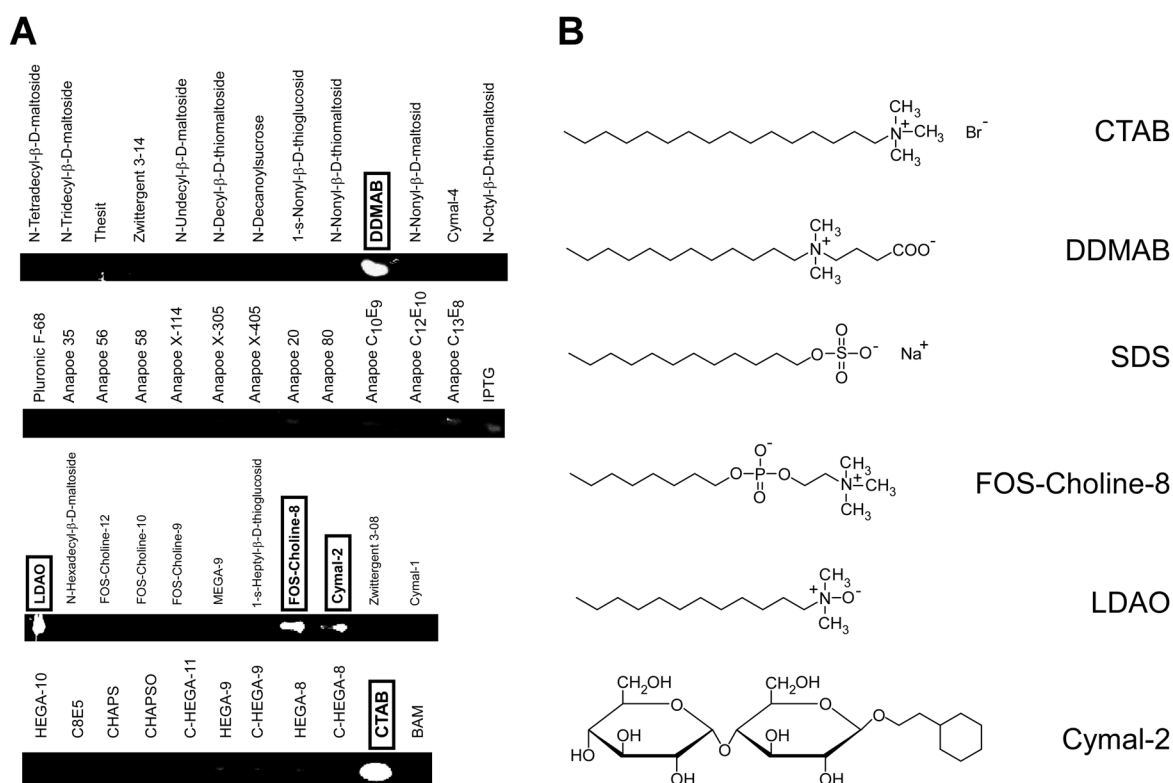 A
N-Tetradecyl-β-D-maltoside
N-Tridecyl-β-D-maltoside
Thesit
Zwittergent 3-14
N-Undecyl-β-D-maltoside
N-Decyl-β-D-thiomaltoside
N-Decanoylsucrose
1-s-Nonyl-β-D-thioglucosid
N-Nonyl-β-D-thiomaltosid
DDMAB
N-Nonyl-β-D-maltosid
Cymal-4
N-Octyl-β-D-thiomaltosid
Pluronic F-68
Anapoe 35
Anapoe 56
Anapoe 58
Anapoe X-114
Anapoe X-305
Anapoe X-405
Anapoe 20
Anapoe 80
Anapoe C10E9
Anapoe C12E10
Anapoe C13E8
IPTG
LDAO
N-Hexadecyl-β-D-maltoside
FOS-Choline-12
FOS-Choline-10
FOS-Choline-9
MEGA-9
1-s-Heptyl-β-D-thioglucosid
FOS-Choline-8
Cymal-2
Zwittergent 3-08
Cymal-1
HEGA-10
C8E5
CHAPS
CHAPSO
C-HEGA-11
HEGA-9
C-HEGA-9
HEGA-8
C-HEGA-8
CTAB
BAM
B
CH3
N+
CH3
CH3
Br-
CTAB
CH3
N+
CH3
COO-
DDMAB
O
O S O-
O
Na+
SDS
O-
O P O
O
CH3
N+
CH3
CH3
FOS-Choline-8
CH3
+N O-
CH3
LDAO
CH2OH
O
OH
HO
OH
O
CH2OH
O
OH
OH
O
Cymal-2